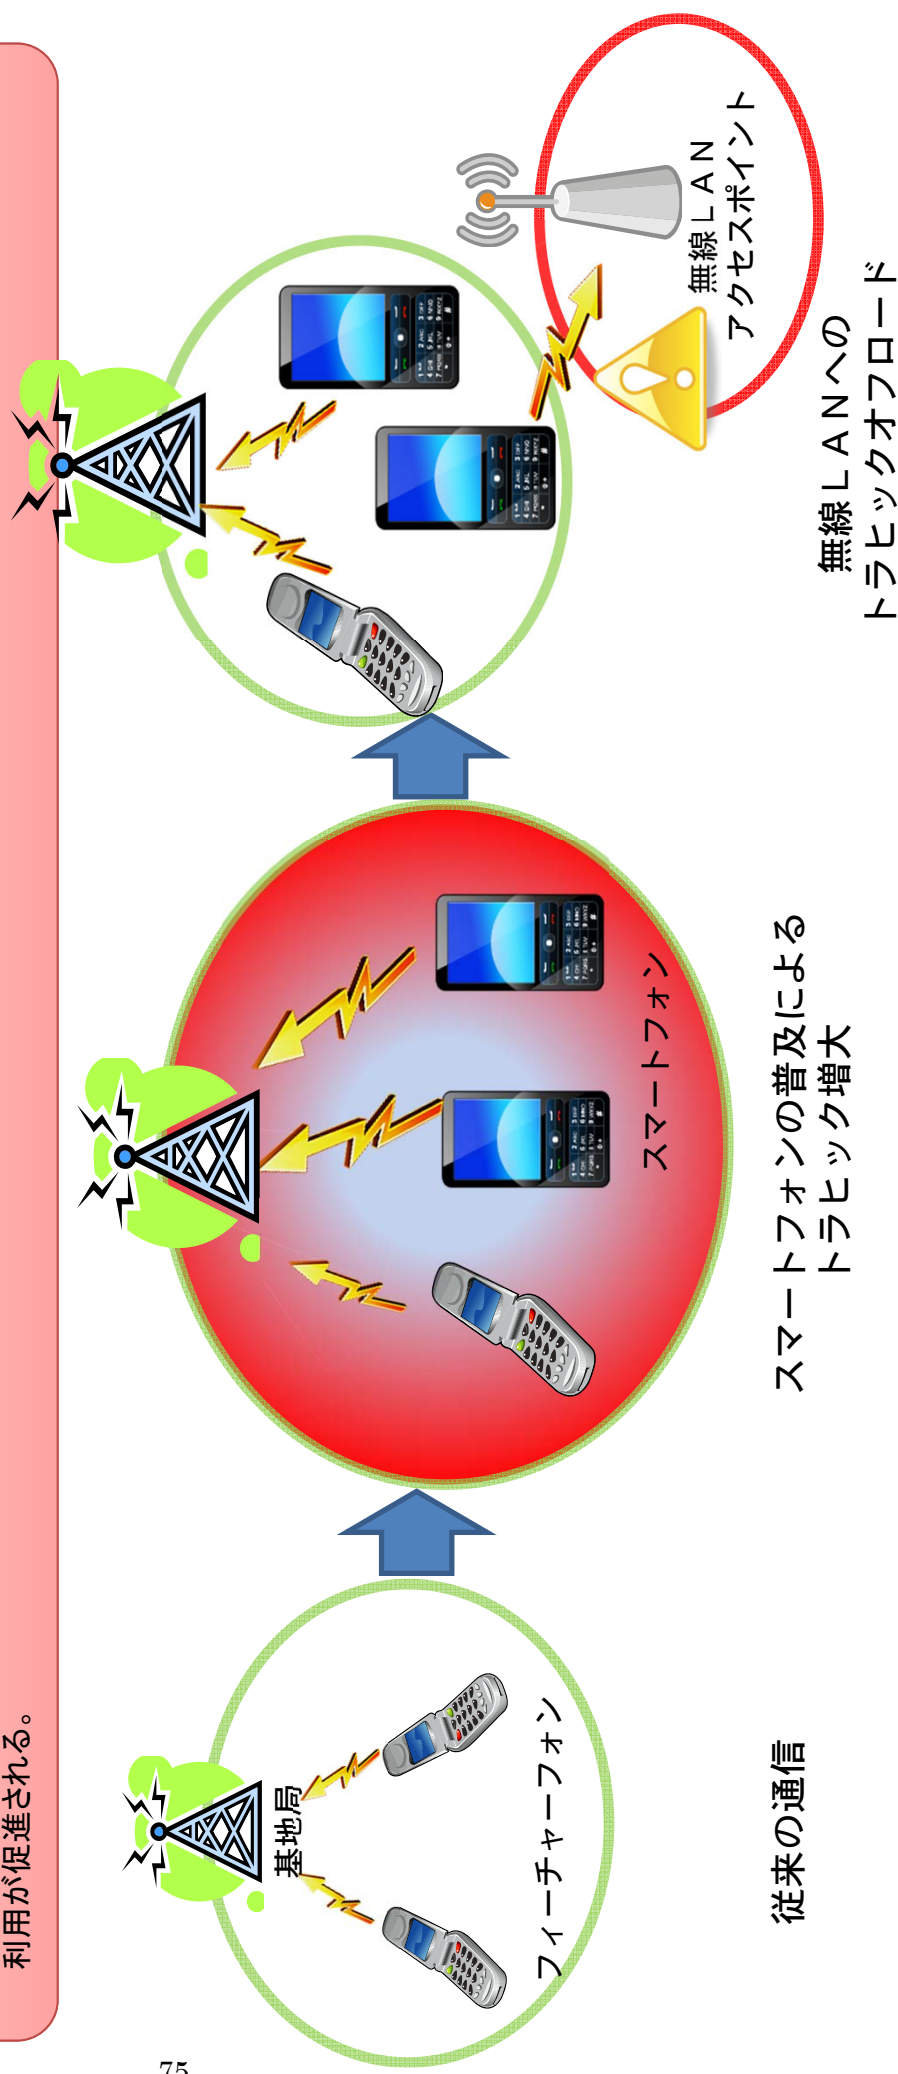 利用が促進される。
基地局
フィーチャーフォン
従来の通信
スマートフォン
スマートフォンの普及による
トラヒック増大
無線ＬＡＮ
アクセスポイント
無線ＬＡＮへの
トラヒックオフロード
75